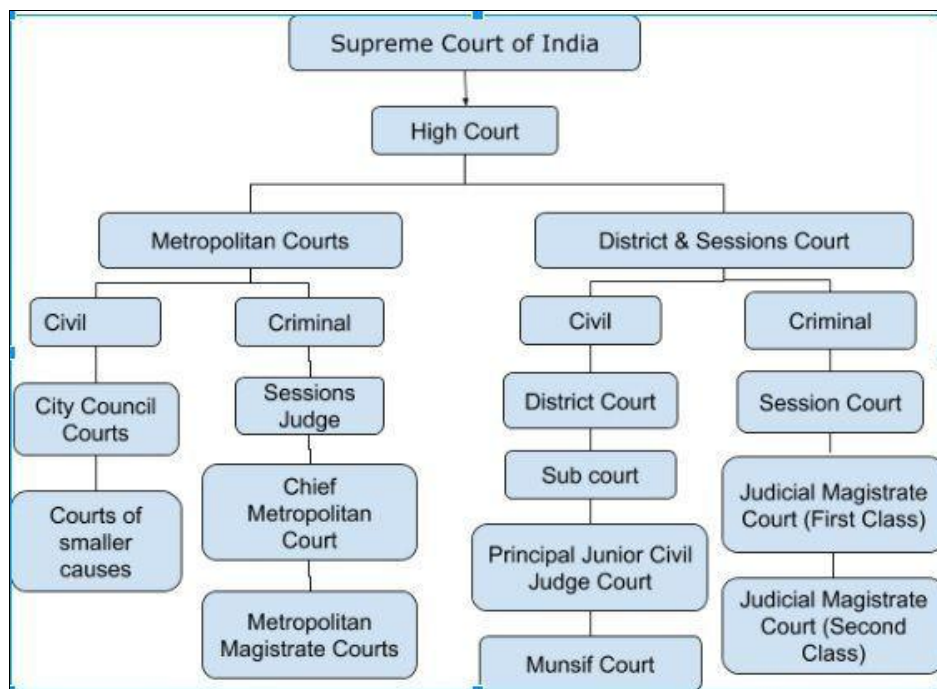 Supreme Court of India
High Court
Metropolitan Courts
District & Sessions Court
Civil
Criminal
Civil
Criminal
City Council
Courts
Sessions
Judge
District Court
Session Court
Courts of
smaller
causes
Chief
Metropolitan
Court
Sub court
Judicial Magistrate
Court (First Class)
Principal Junior Civil
Judge Court
Metropolitan
Magistrate Courts
Munsif Court
Judicial Magistrate
Court (Second
Class)